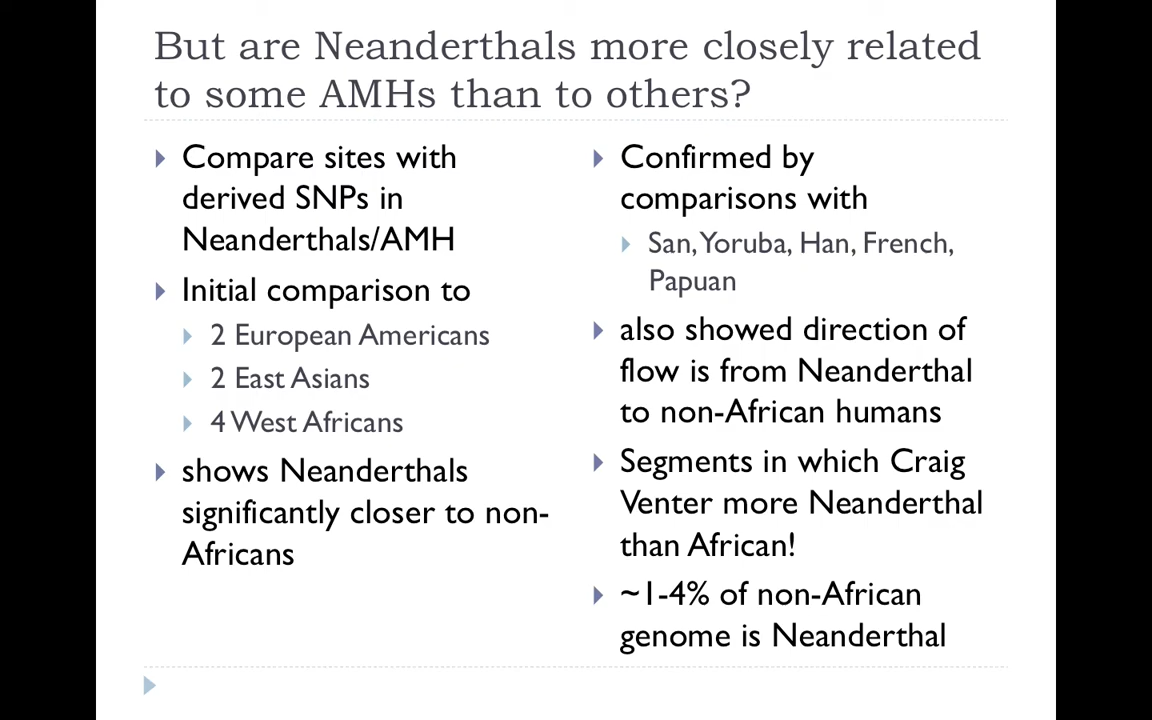 But are Neanderthals more closely related
to some AMHs than to others?
Compare sites with
derived SNPs in
Neanderthals/AMH
Initial comparison to
2 European Americans
2 East Asians
4 West Africans
shows Neanderthals
significantly closer to non-
Africans
Confirmed by
comparisons with
San, Yoruba, Han, French,
Papuan
also showed direction of
flow is from Neanderthal
to non-African humans
Segments in which Craig
Venter more Neanderthal
than African!
~1-4% of non-African
genome is Neanderthal